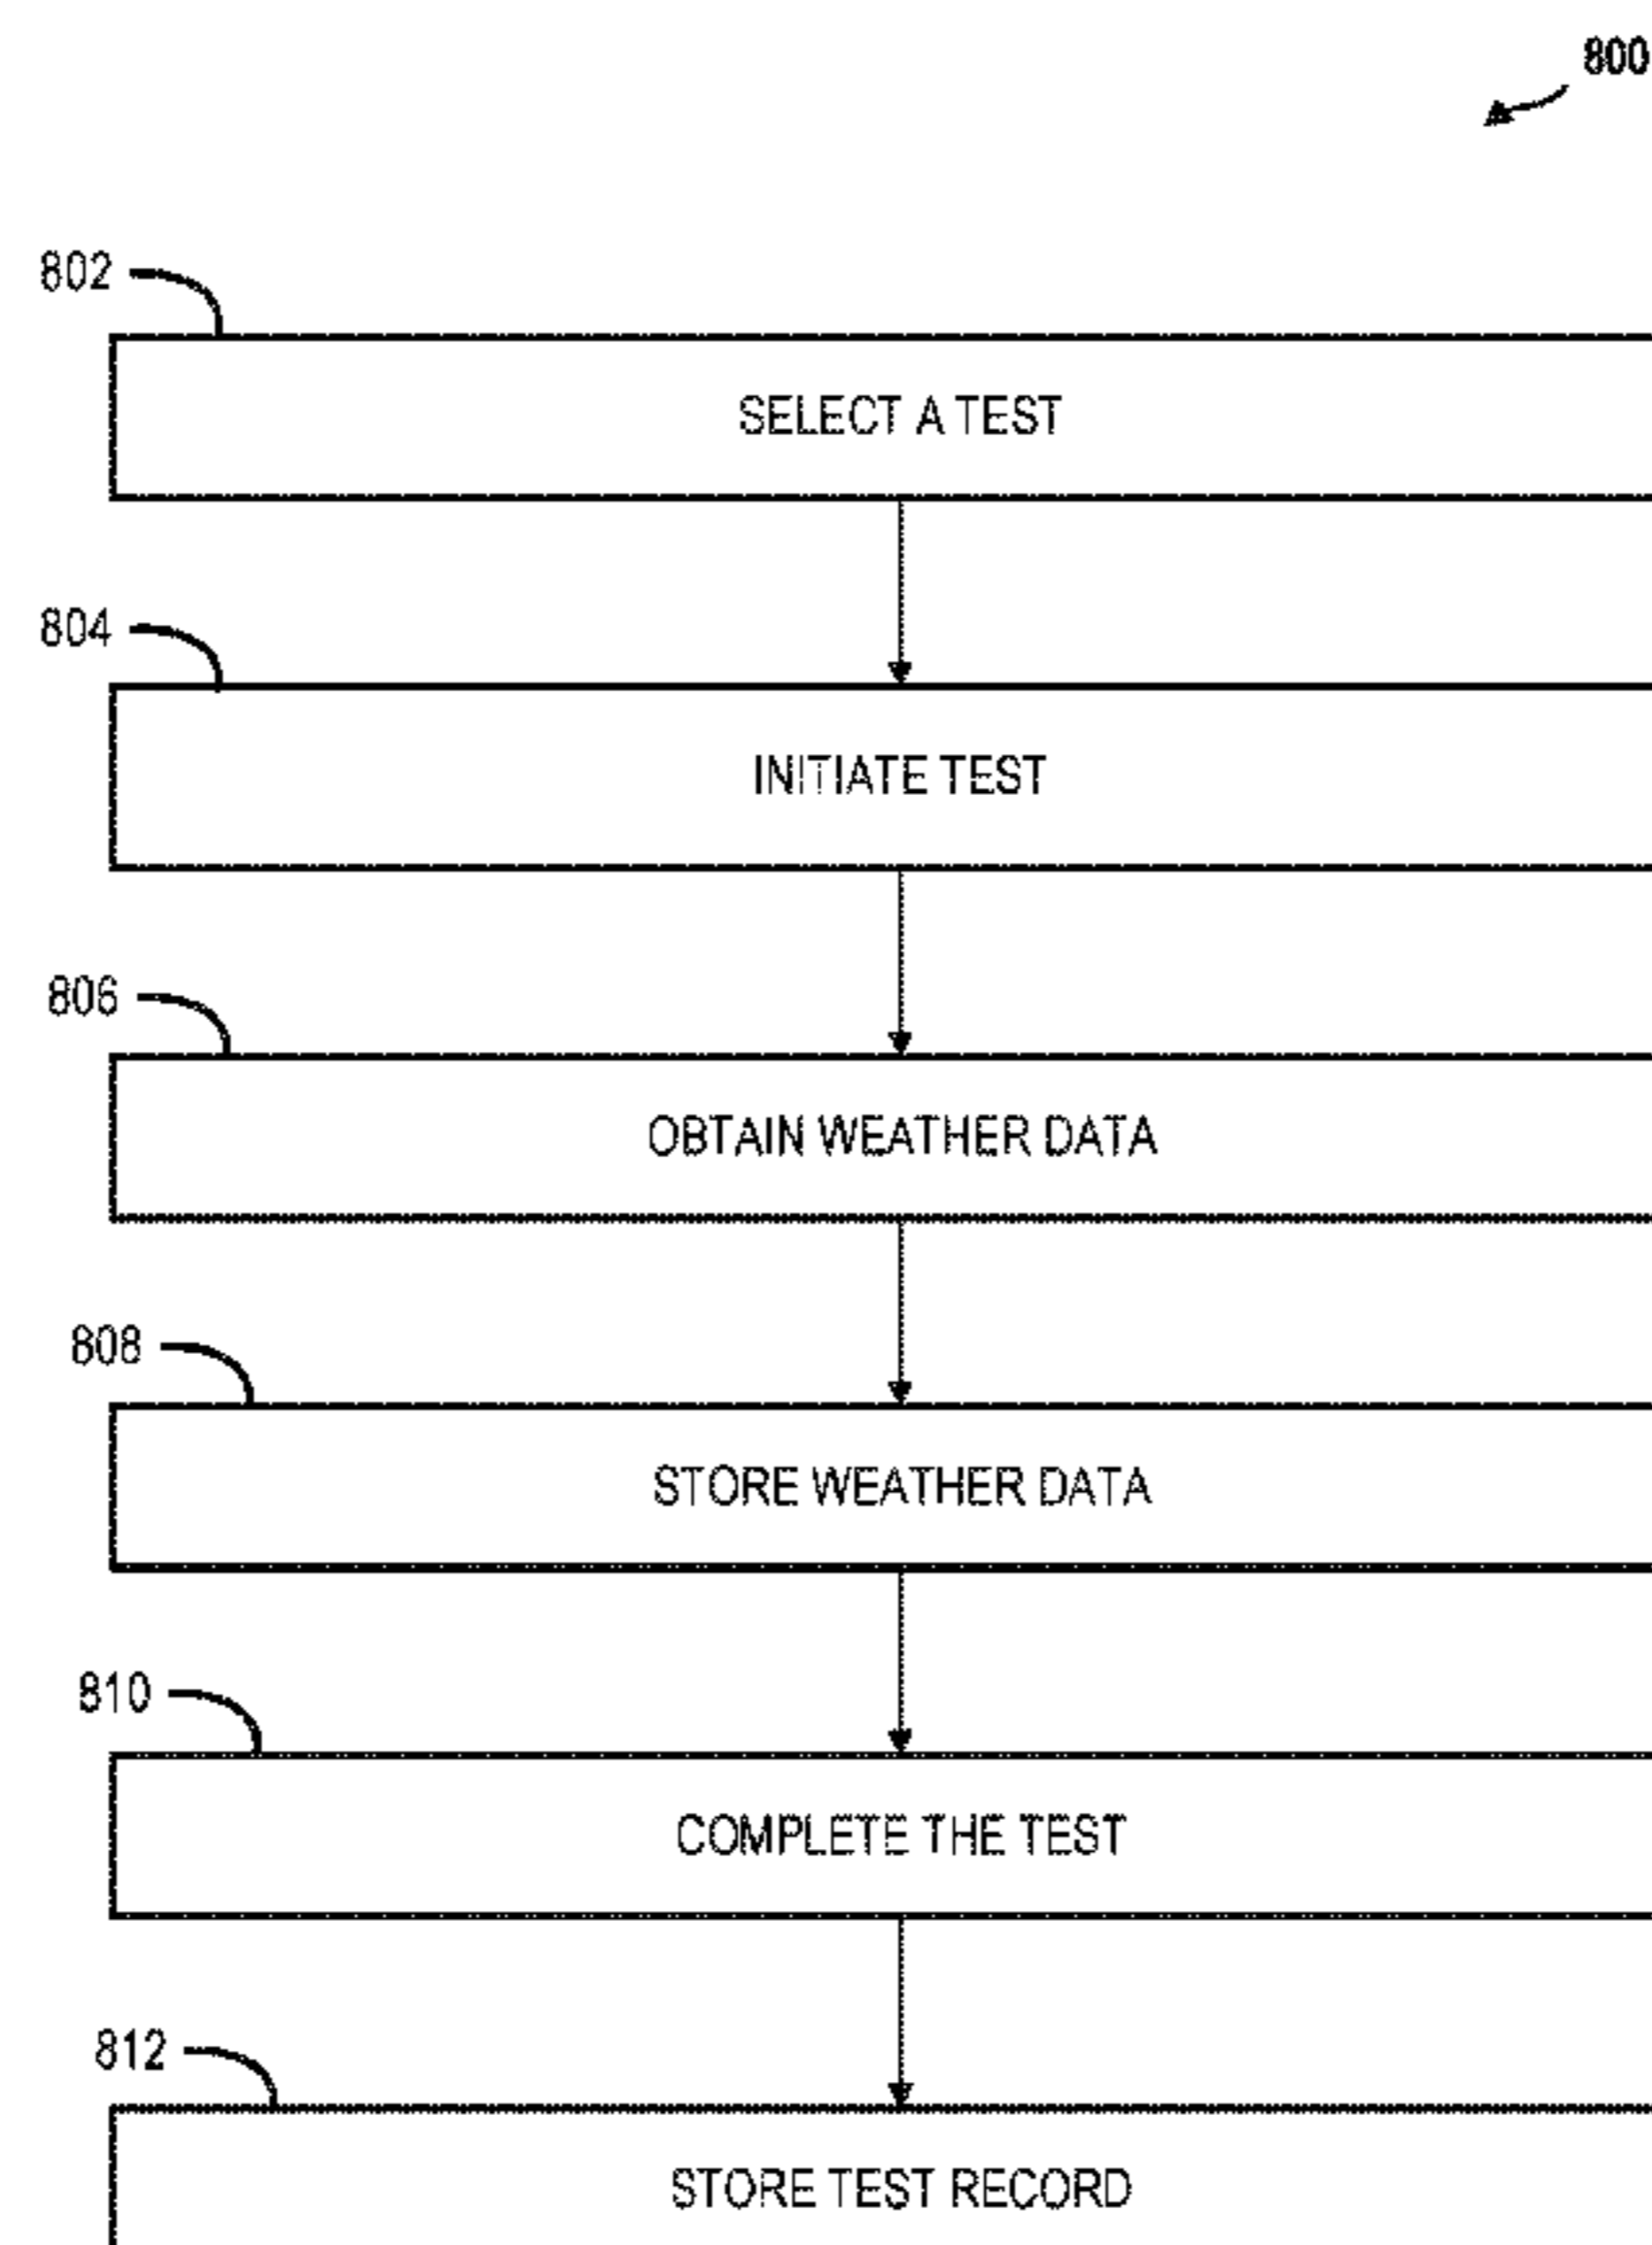 800
802
SELECT A TEST
804
INITIATE TEST
806
OBTAIN WEATHER DATA
808
STORE WEATHER DATA
810
COMPLETE THE TEST
812
STORE TEST RECORD